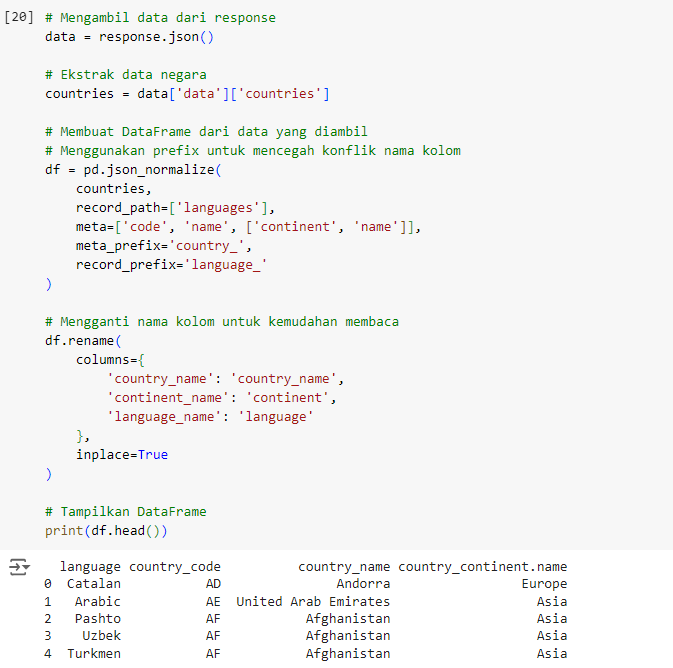 [20] # Mengambil data dari response
data = response.json()
# Ekstrak data negara
countries = data['data']['countries']
# Membuat DataFrame dari data yang diambil
# Menggunakan prefix untuk mencegah konflik nama kolom
df = pd.json_normalize(
    countries,
    record_path=['languages'],
    meta=['code', 'name', ['continent', 'name']],
    meta_prefix='country_',
    record_prefix='language_'
)
# Mengganti nama kolom untuk kemudahan membaca
df.rename(
    columns={
        'country_name': 'country_name',
        'continent_name': 'continent',
        'language_name': 'language'
    },
    inplace=True
)
# Tampilkan DataFrame
print(df.head())
  language country_code          country_name country_continent.name
0  Catalan           AD               Andorra                 Europe
1   Arabic           AE  United Arab Emirates                   Asia
2   Pashto           AF           Afghanistan                   Asia
3    Uzbek           AF           Afghanistan                   Asia
4  Turkmen           AF           Afghanistan                   Asia